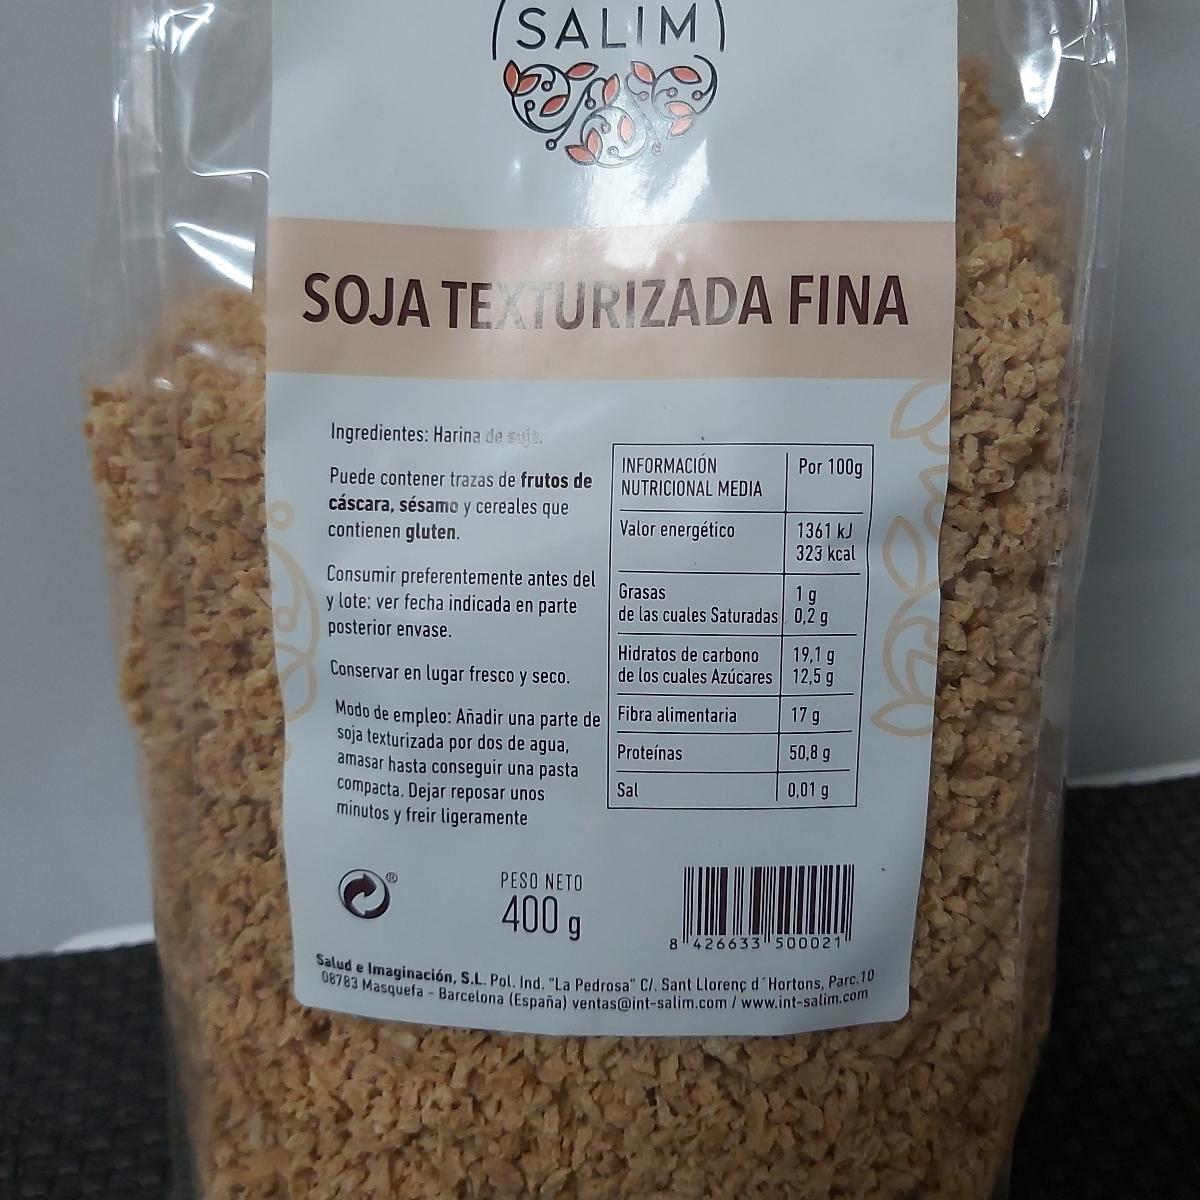 SALIM
SOJA TEXTURIZADA FINA
Ingredientes: Harina de soja.
Puede contener trazas de frutos de
cáscara, sésamo y cereales que
contienen gluten.
Consumir preferentemente antes del
y lote: ver fecha indicada en parte
posterior envase.
Conservar en lugar fresco y seco.
Modo de empleo: Añadir una parte de
soja texturizada por dos de agua,
amasar hasta conseguir una pasta
compacta. Dejar reposar unos
minutos y freir ligeramente
INFORMACIÓN Por 100g
NUTRICIONAL MEDIA
Valor energético 1361 kJ
323 kcal
Grasas 1 g
de las cuales Saturadas 0,2 g
Hidratos de carbono 19,1 g
de los cuales Azúcares 12,5 g
Fibra alimentaria 17 g
Proteínas 50,8 g
Sal 0,01 g
®
PESO NETO
400 g
8 426633 500021
Salud e Imaginación, S.L. Pol. Ind. "La Pedrosa" C/. Sant Llorenç d´Hortons, Parc.10
08783 Masquefa - Barcelona (España) ventas@int-salim.com / www.int-salim.com